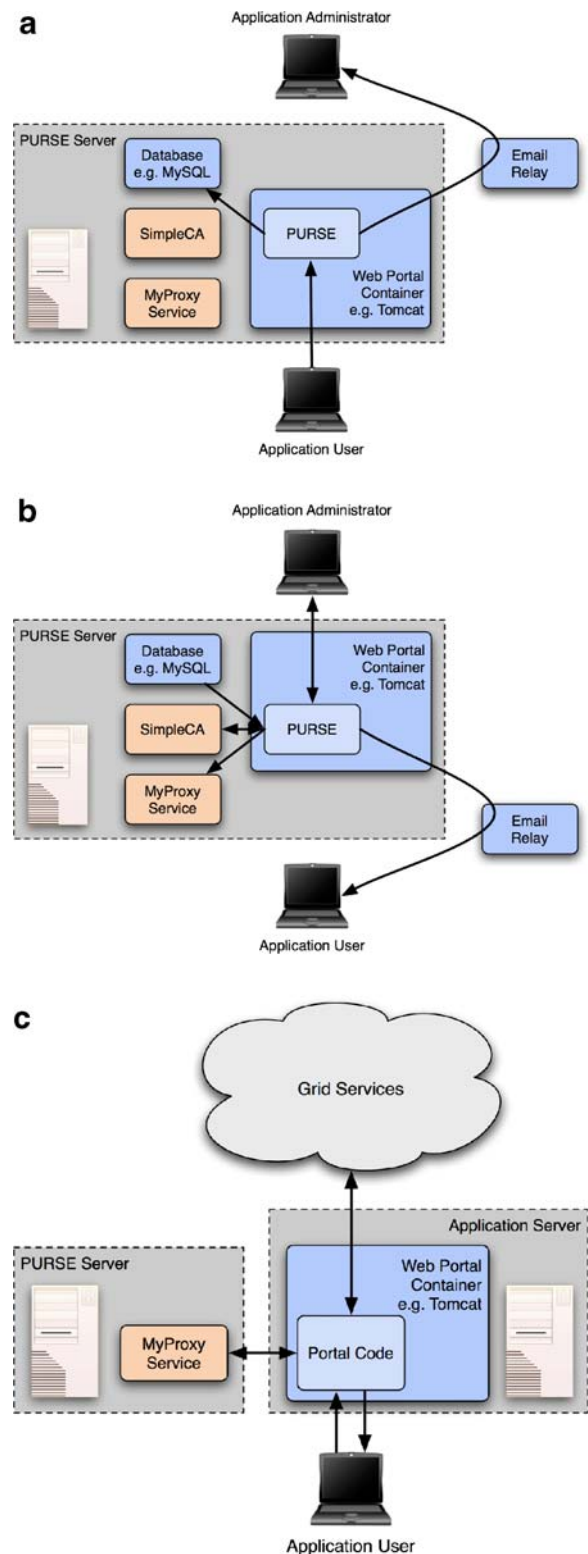 a
Application Administrator
PURSE Server
Database
e.g. MySQL
Email
Relay
SimpleCA
PURSE
MyProxy
Service
Web Portal
Container
e.g. Tomcat
Application User
b
Application Administrator
PURSE Server
Database
e.g. MySQL
Web Portal
Container
e.g. Tomcat
SimpleCA
PURSE
MyProxy
Service
Email
Relay
Application User
c
Grid Services
Application Server
PURSE Server
Web Portal
Container
e.g. Tomcat
MyProxy
Service
Portal Code
Application User